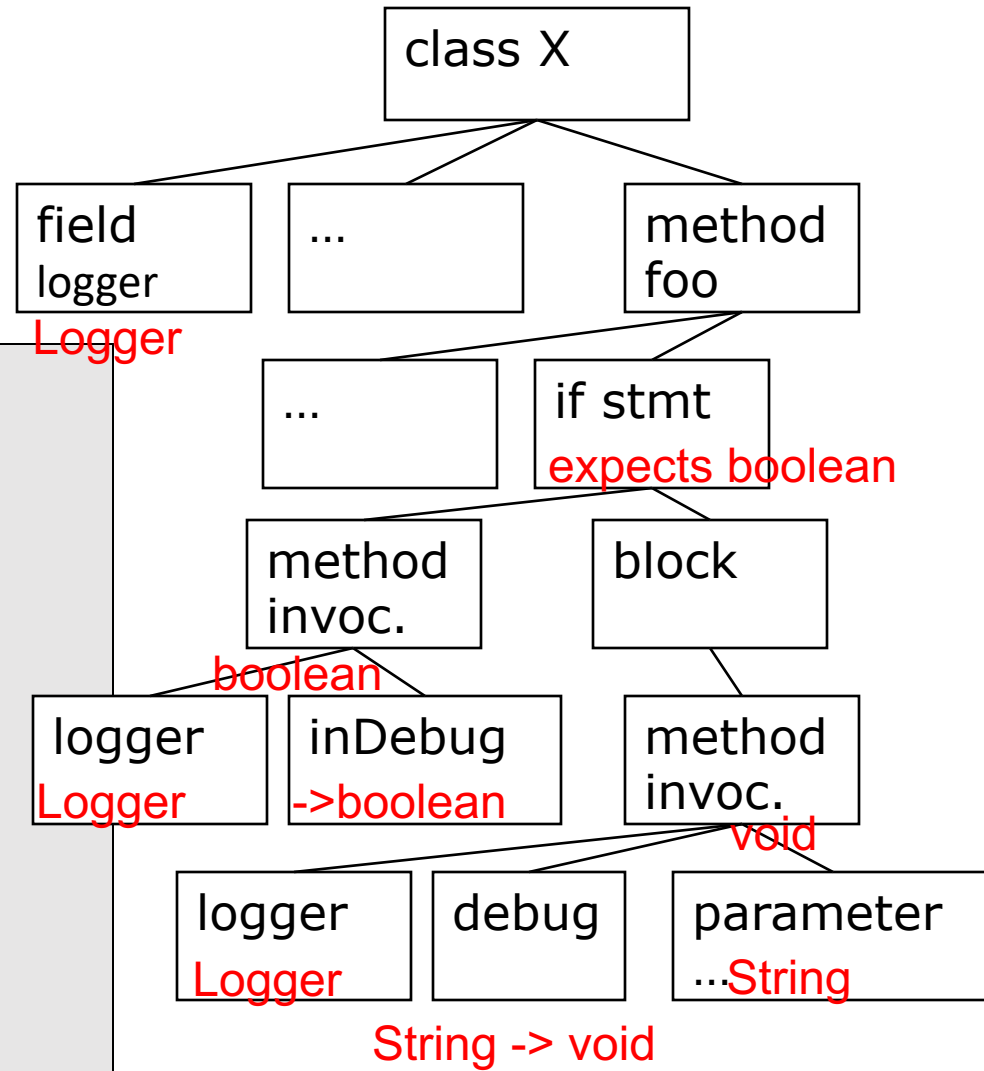 class X
field
logger
Logger
...
method
foo
...
if stmt
expects boolean
method
invoc.
boolean
block
logger
Logger
inDebug
->boolean
method
invoc.
void
logger
Logger
debug
String -> void
parameter
...String